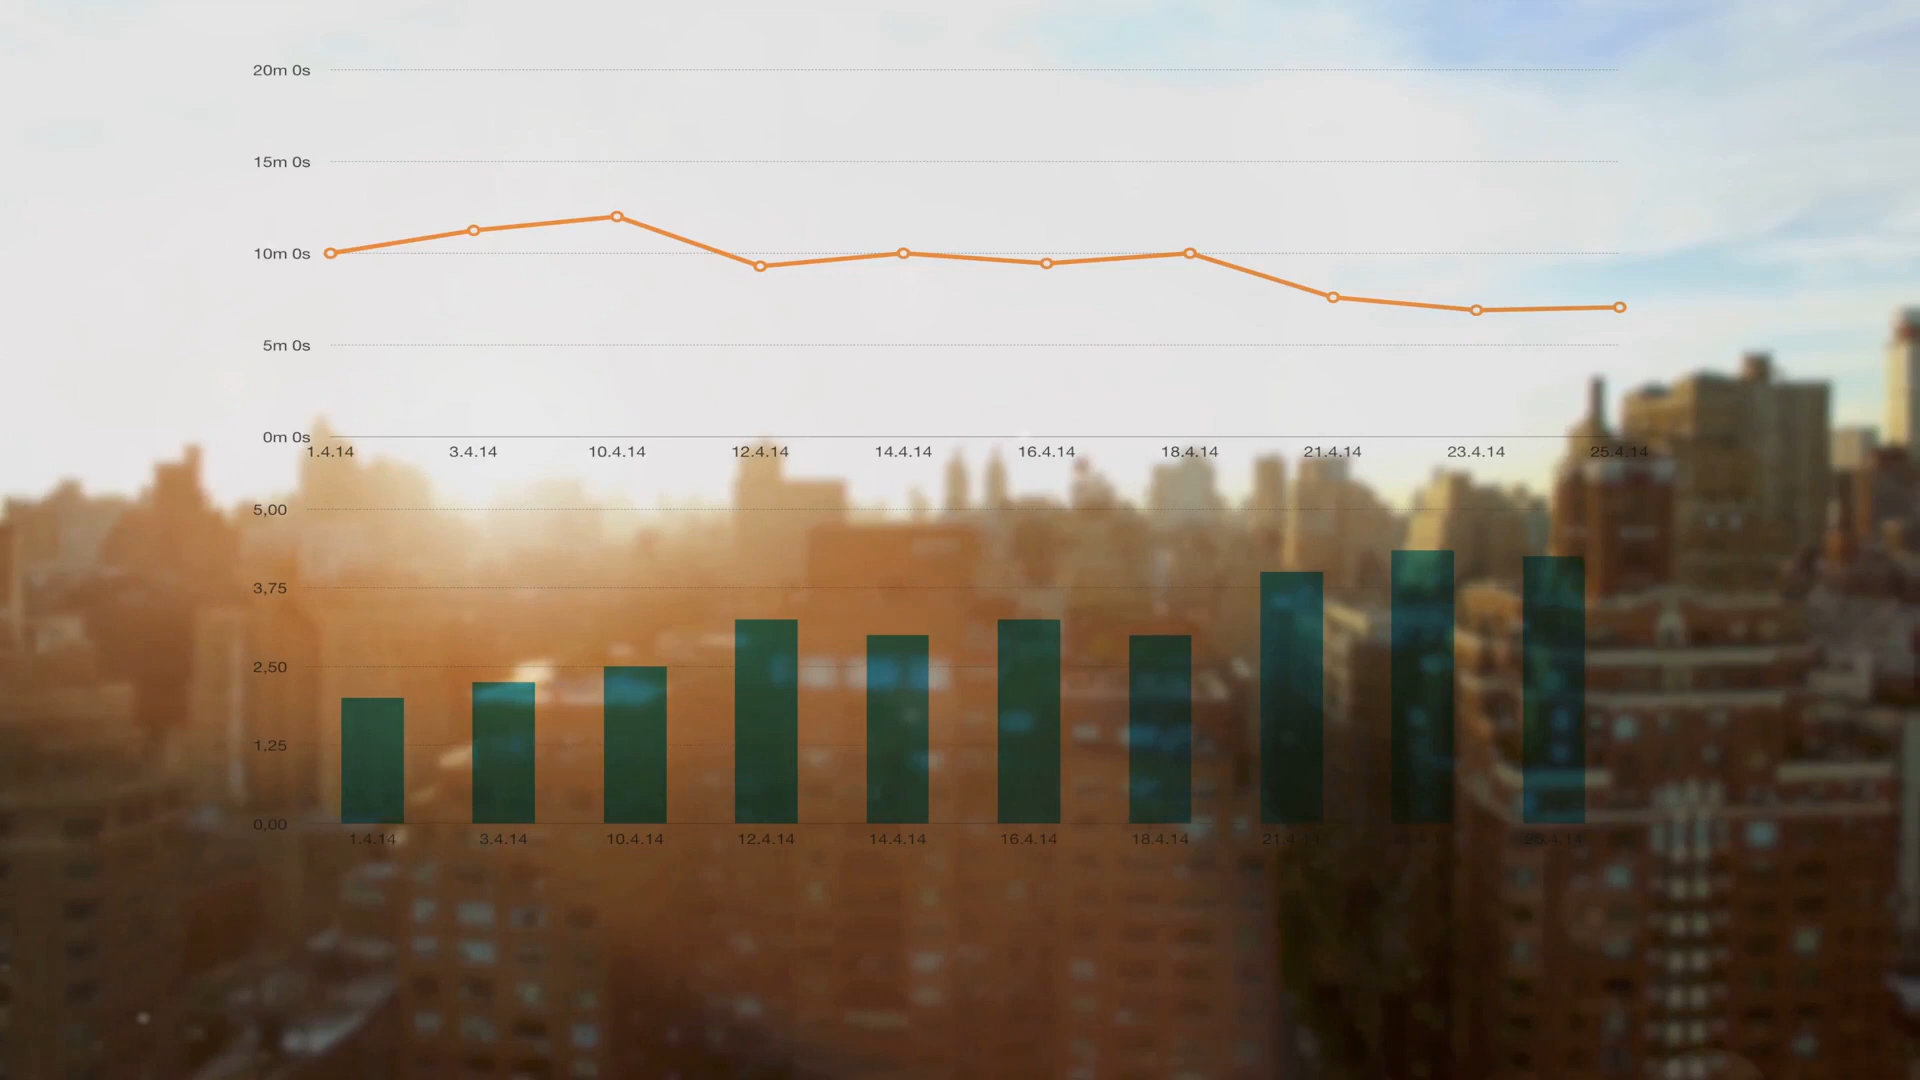 20m 0s
15m 0s
10m 0s
5m 0s
0m 0s
1.4.14 3.4.14 10.4.14 12.4.14 14.4.14 16.4.14 18.4.14 21.4.14 23.4.14 25.4.14
5,00
3,75
2,50
1,25
0,00
1.4.14 3.4.14 10.4.14 12.4.14 14.4.14 16.4.14 18.4.14 21.4.14